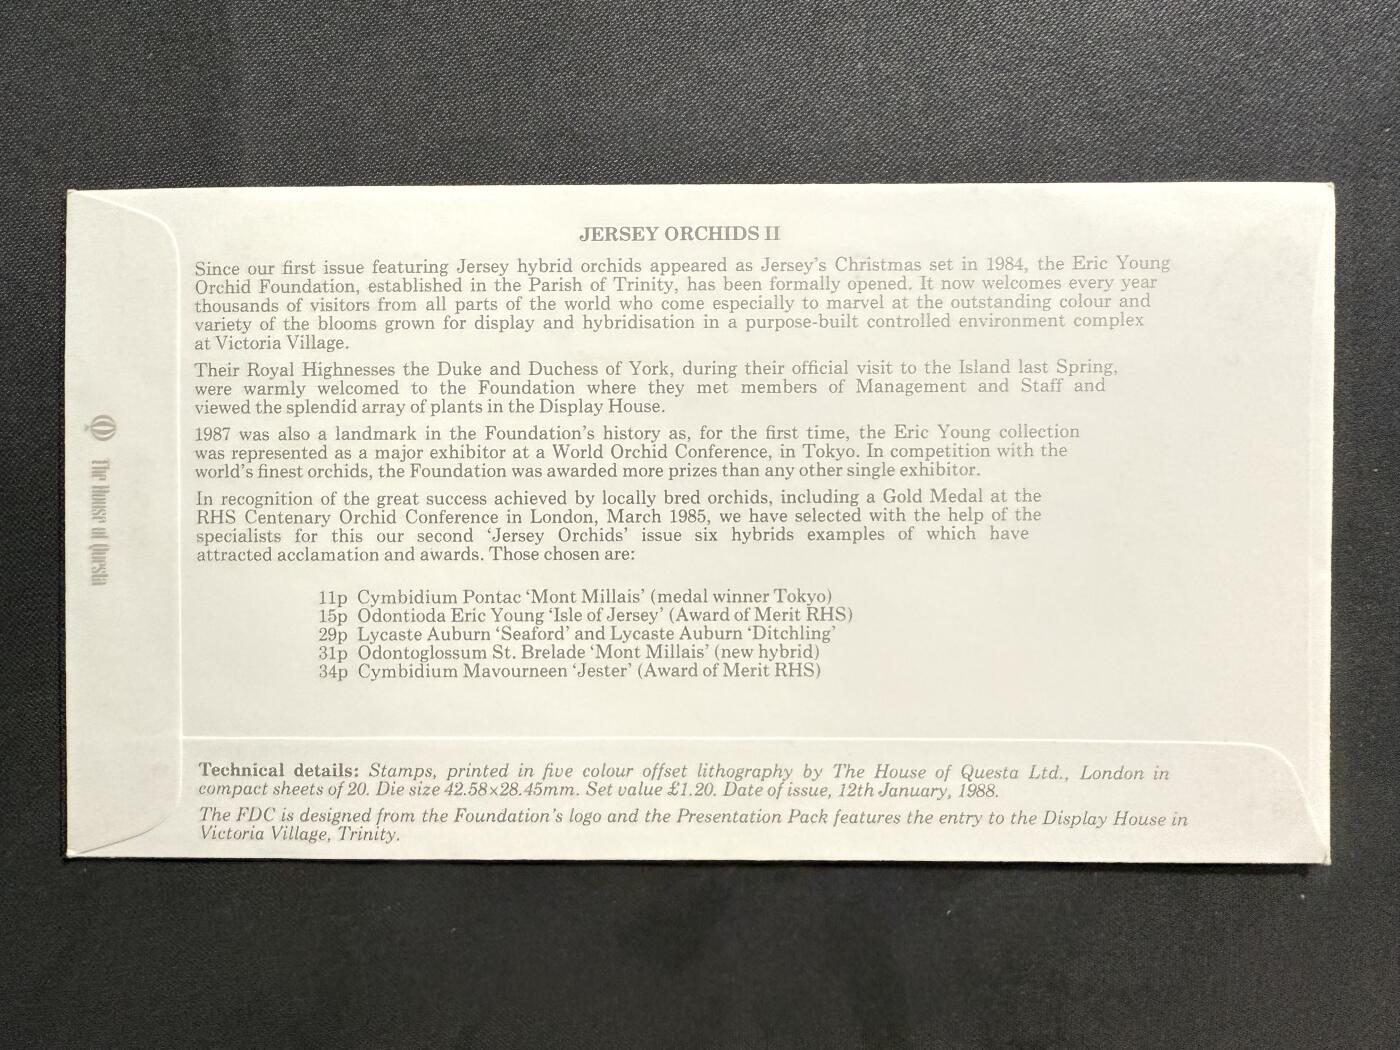 JERSEY ORCHIDS II
Since our first issue featuring Jersey hybrid orchids appeared as Jersey's Christmas set in 1984, the Eric Young
Orchid Foundation, established in the Parish of Trinity, has been formally opened. It now welcomes every year
thousands of visitors from all parts of the world who come especially to marvel at the outstanding colour and
variety of the blooms grown for display and hybridisation in a purpose-built controlled environment complex
at Victoria Village.
Their Royal Highnesses the Duke and Duchess of York, during their official visit to the Island last Spring,
were warmly welcomed to the Foundation where they met members of Management and Staff and
viewed the splendid array of plants in the Display House.
1987 was also a landmark in the Foundation's history as, for the first time, the Eric Young collection
was represented as a major exhibitor at a World Orchid Conference, in Tokyo. In competition with the
world's finest orchids, the Foundation was awarded more prizes than any other single exhibitor.
In recognition of the great success achieved by locally bred orchids, including a Gold Medal at the
RHS Centenary Orchid Conference in London, March 1985, we have selected with the help of the
specialists for this our second 'Jersey Orchids' issue six hybrids examples of which have
attracted acclamation and awards. Those chosen are:
11p Cymbidium Pontac 'Mont Millais' (medal winner Tokyo)
15p Odontioda Eric Young 'Isle of Jersey' (Award of Merit RHS)
29p Lycaste Auburn 'Seaford' and Lycaste Auburn 'Ditchling'
31p Odontoglossum St. Brelade 'Mont Millais' (new hybrid)
34p Cymbidium Mavourneen 'Jester' (Award of Merit RHS)
Technical details: Stamps, printed in five colour offset lithography by The House of Questa Ltd., London in
compact sheets of 20. Die size 42.58×28.45mm. Set value £1.20. Date of issue, 12th January, 1988.
The FDC is designed from the Foundation's logo and the Presentation Pack features the entry to the Display House in
Victoria Village, Trinity.
The House of Questa